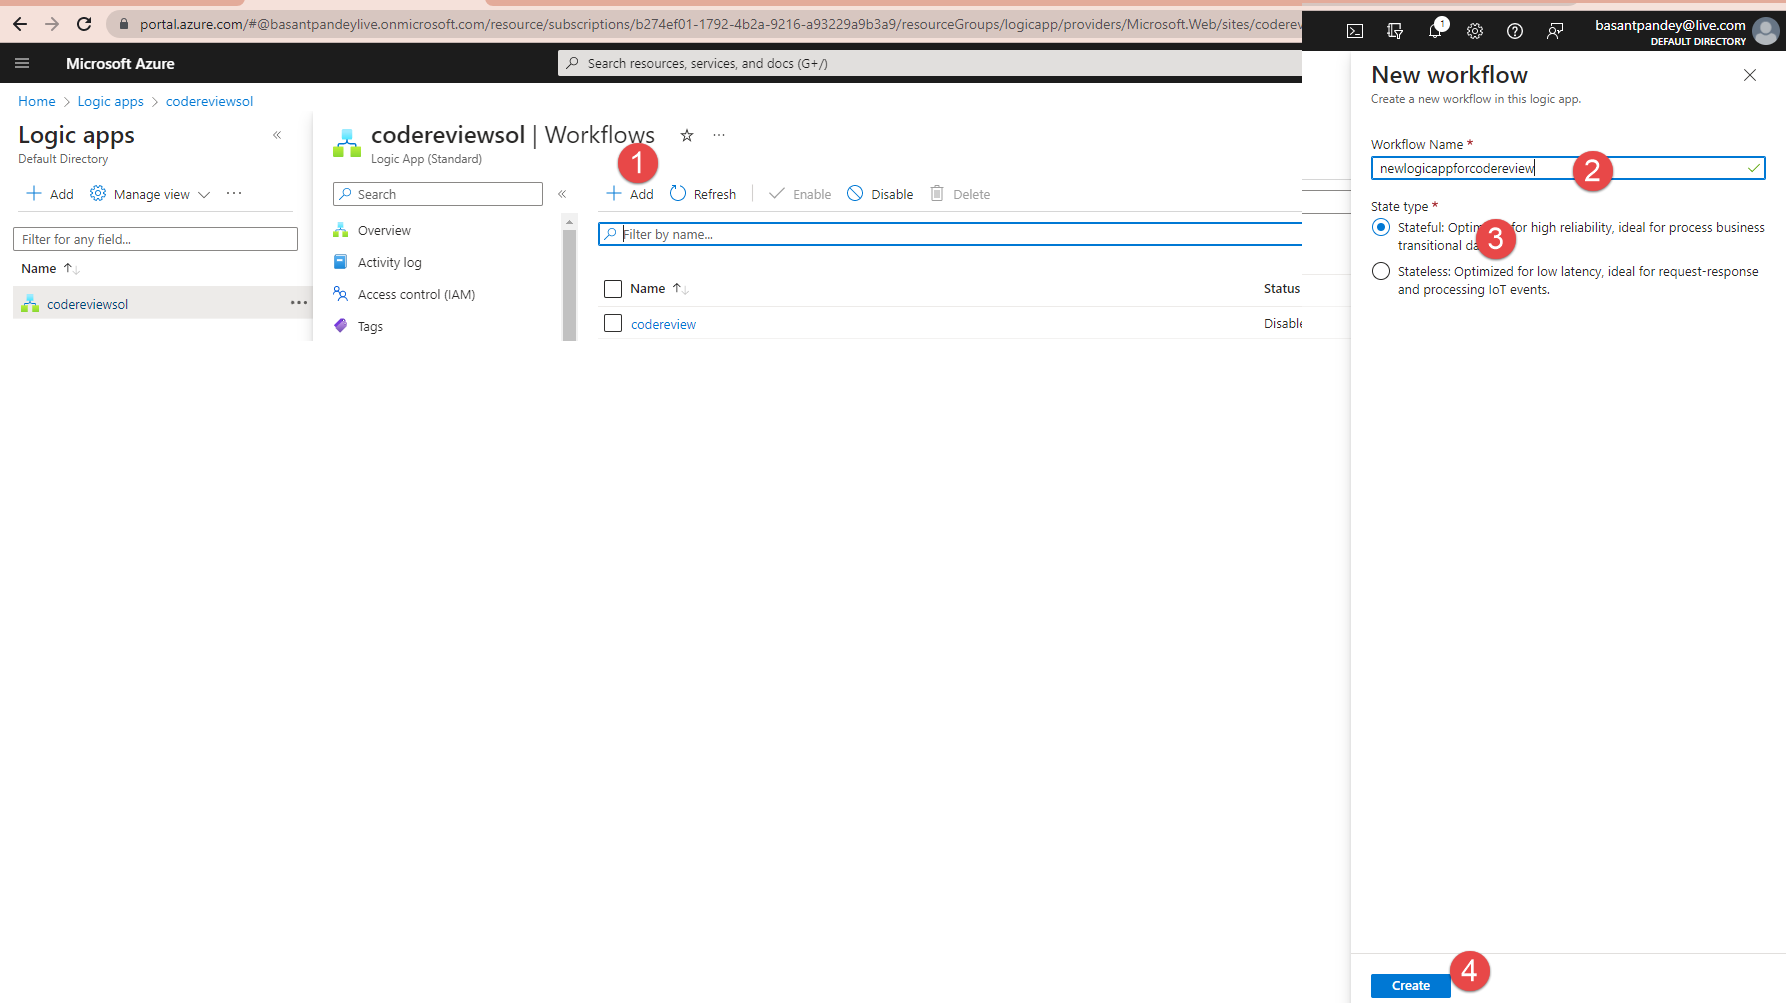 portal.azure.com/#@basantpandeylive.onmicrosoft.com/resource/subscriptions/b274ef01-1792-4b2a-9216-a93229a9b3a9/resourceGroups/logicapp/providers/Microsoft.Web/sites/coderev
1
basantpandey@live.com
DEFAULT DIRECTORY
Microsoft Azure
Search resources, services, and docs (G+/)
Home > Logic apps > codereviewsol
Logic apps
Default Directory
+ Add Manage view ...
Filter for any field...
Name ↑↓
codereviewsol ...
codereviewsol | Workflows ...
Logic App (Standard)
1
Search
Overview
Activity log
Access control (IAM)
Tags
+ Add Refresh Enable Disable Delete
Filter by name...
Name ↑↓ Status
codereview Disable
New workflow
Create a new workflow in this logic app.
Workflow Name *
newlogicappforcodereview
2
State type *
Stateful: Optim for high reliability, ideal for process business
transitional da
3
Stateless: Optimized for low latency, ideal for request-response
and processing IoT events.
Create
4